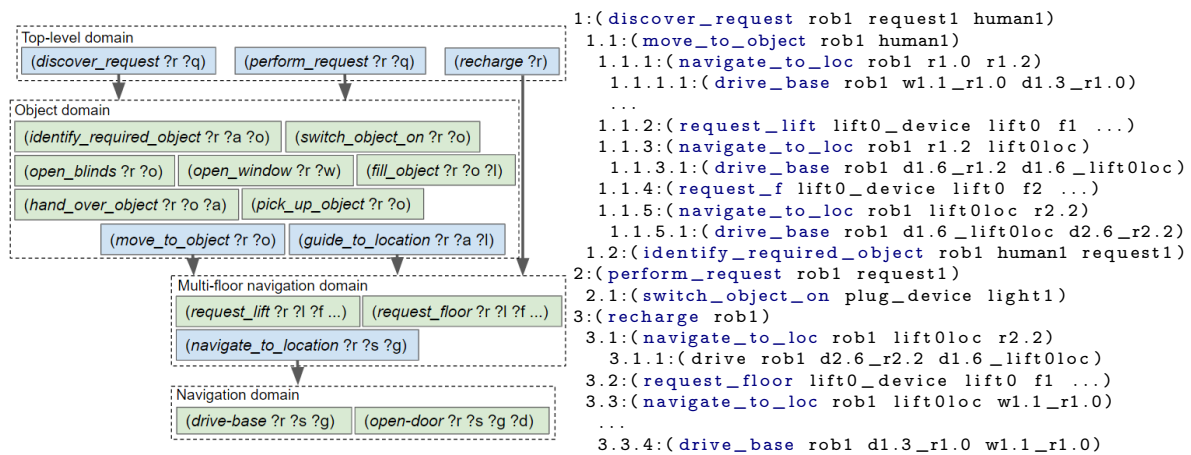 Top-level domain
(discover_request ?r ?q)
(perform_request ?r ?q)
(recharge ?r)
Object domain
(identify_required_object ?r ?a ?o)
(switch_object_on ?r ?o)
(open_blinds ?r ?o)
(open_window ?r ?w)
(fill_object ?r ?o ?l)
(hand_over_object ?r ?o ?a)
(pick_up_object ?r ?o)
(move_to_object ?r ?o)
(guide_to_location ?r ?a ?l)
Multi-floor navigation domain
(request_lift ?r ?l ?f ...)
(request_floor ?r ?l ?f ...)
(navigate_to_location ?r ?s ?g)
Navigation domain
(drive-base ?r ?s ?g)
(open-door ?r ?s ?g ?d)
1:(discover_request rob1 request1 human1)
1.1:(move_to_object rob1 human1)
1.1.1:(navigate_to_loc rob1 r1.0 r1.2)
1.1.1.1:(drive_base rob1 w1.1_r1.0 d1.3_r1.0)
...
1.1.2:(request_lift lift0_device lift0 f1 ...)
1.1.3:(navigate_to_loc rob1 r1.2 lift0loc)
1.1.3.1:(drive_base rob1 d1.6_r1.2 d1.6_lift0loc)
1.1.4:(request_f lift0_device lift0 f2 ...)
1.1.5:(navigate_to_loc rob1 lift0loc r2.2)
1.1.5.1:(drive_base rob1 d1.6_lift0loc d2.6_r2.2)
1.2:(identify_required_object rob1 human1 request1)
2:(perform_request rob1 request1)
2.1:(switch_object_on plug_device light1)
3:(recharge rob1)
3.1:(navigate_to_loc rob1 lift0loc r2.2)
3.1.1:(drive rob1 d2.6_r2.2 d1.6_lift0loc)
3.2:(request_floor lift0_device lift0 f1 ...)
3.3:(navigate_to_loc rob1 lift0loc w1.1_r1.0)
...
3.3.4:(drive_base rob1 d1.3_r1.0 w1.1_r1.0)